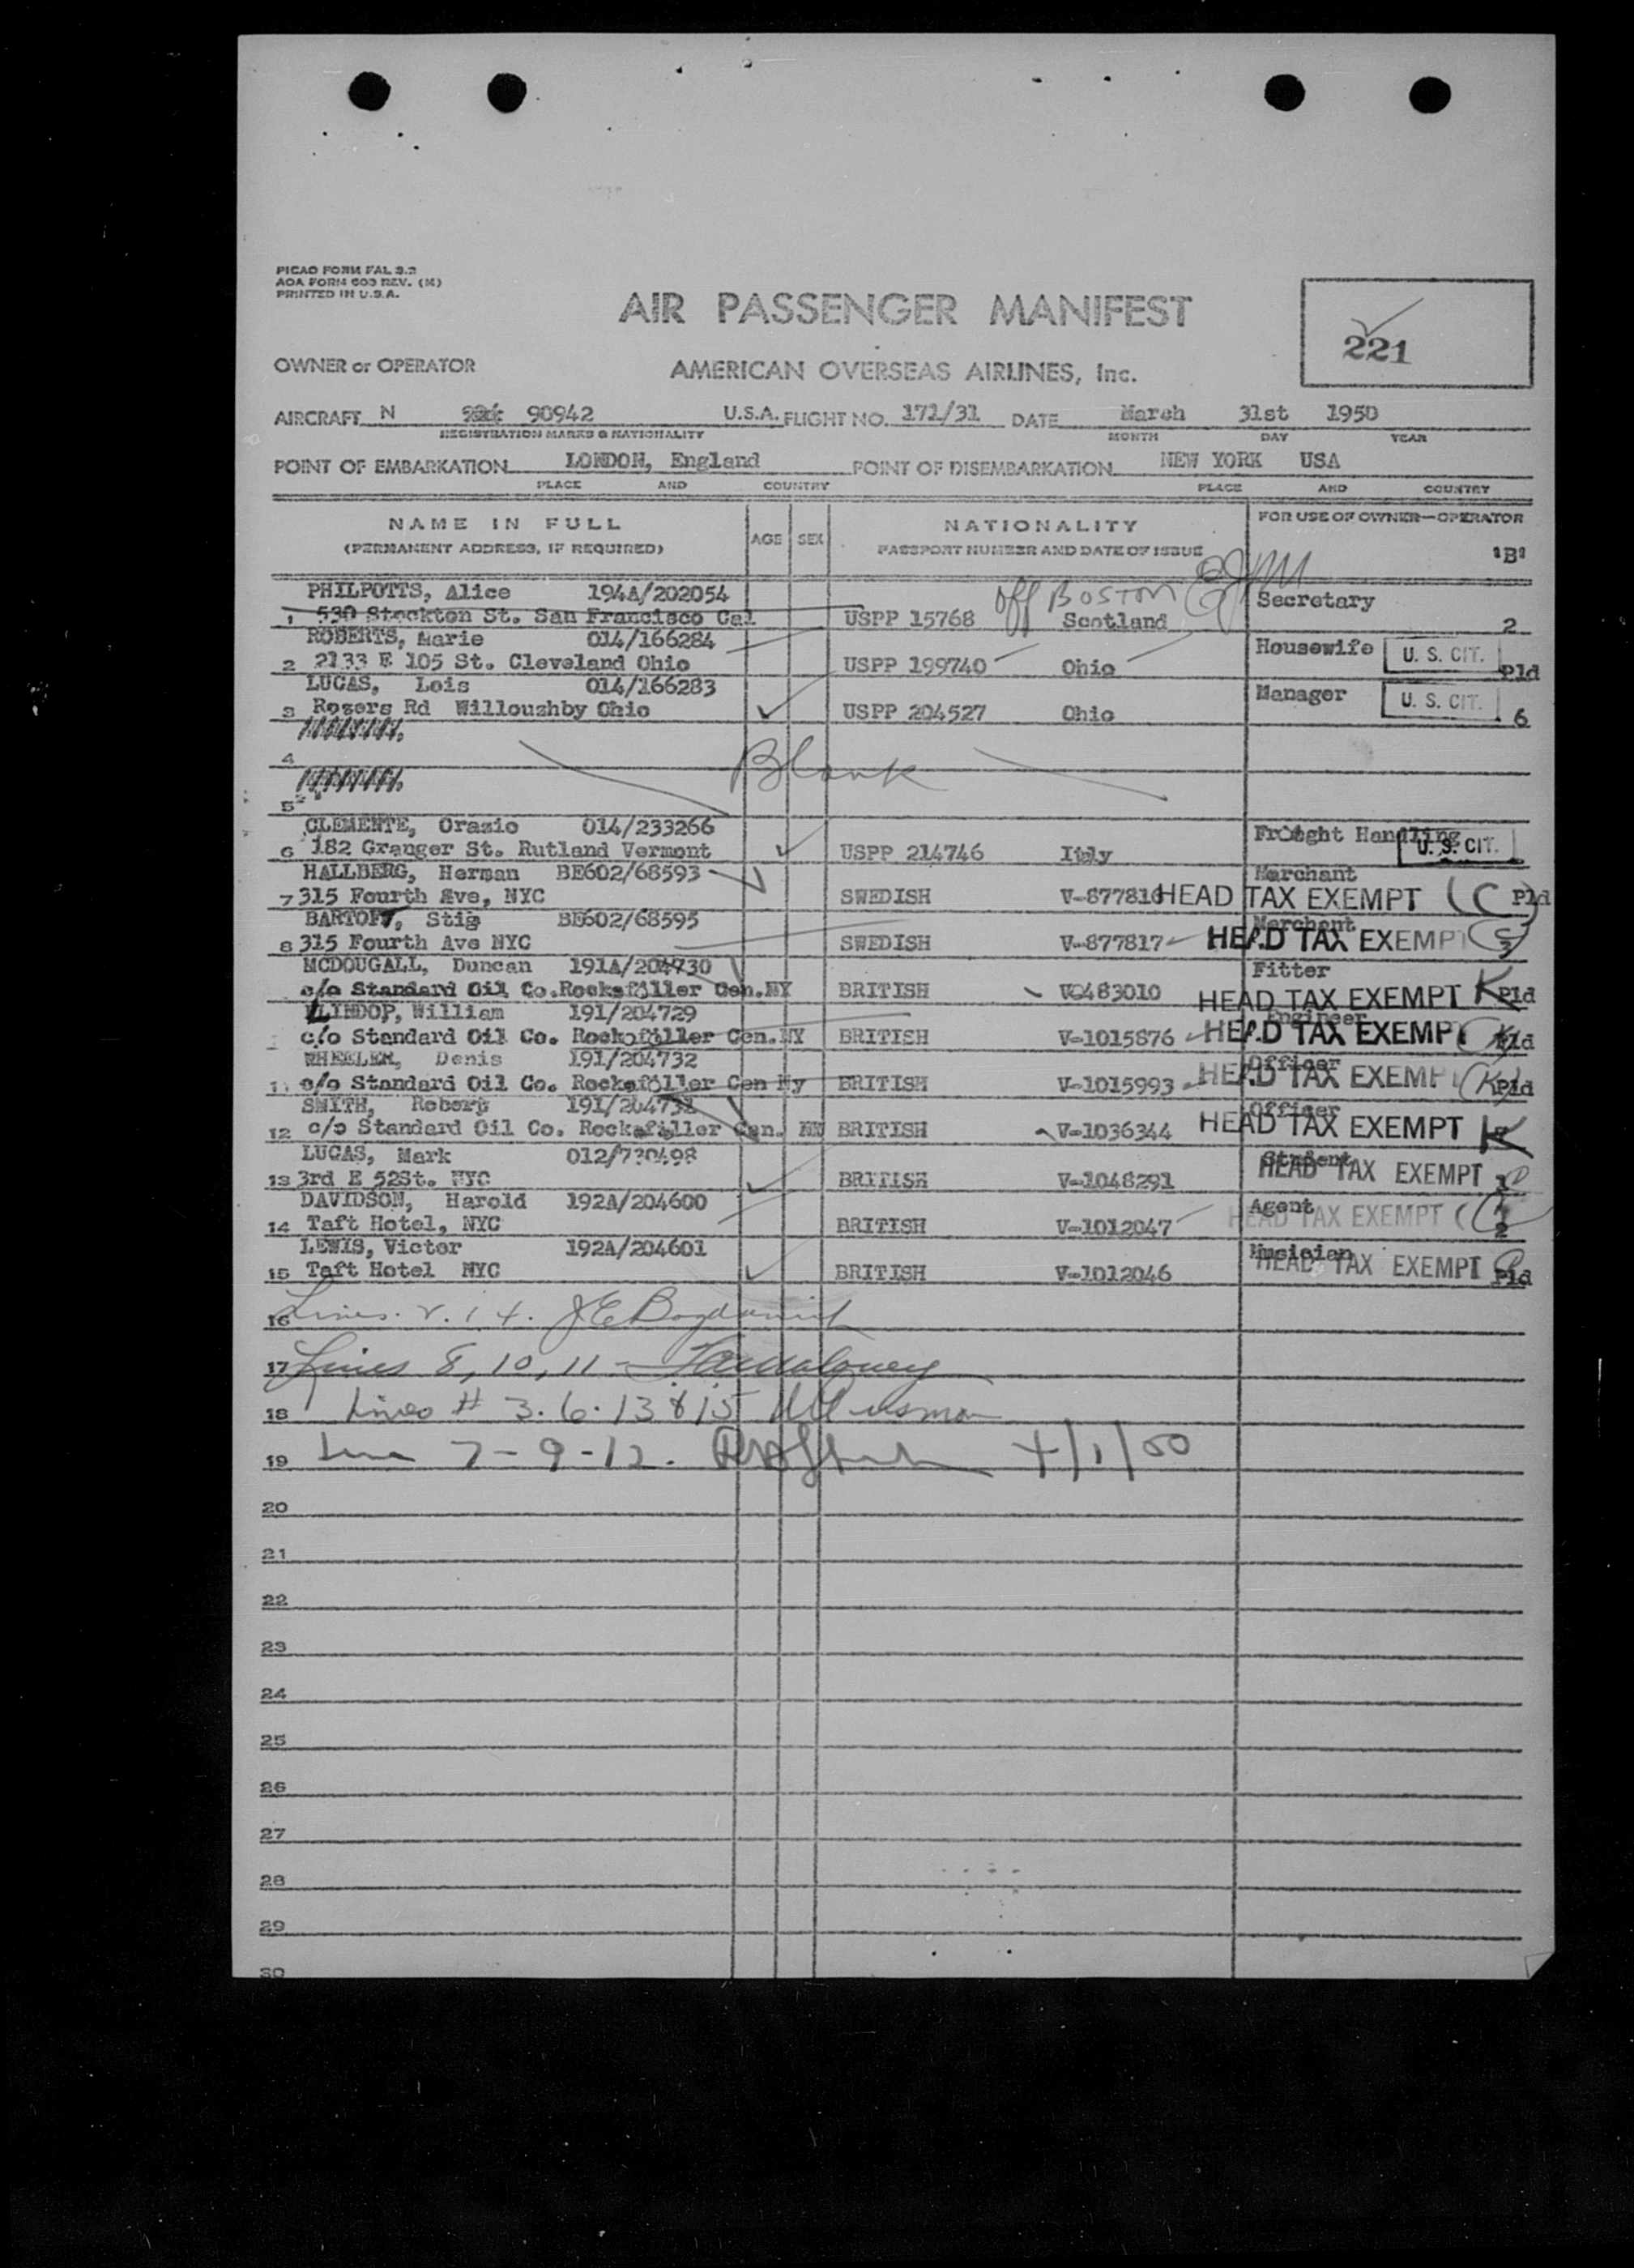 PICAO FORM FAL 3.2
AOA FORM 603 REV. (M)
PRINTED IN U.S.A.
AIR PASSENGER MANIFEST
221
OWNER or OPERATOR AMERICAN OVERSEAS AIRLINES, Inc.
AIRCRAFT N 90942 U.S.A. FLIGHT NO. 171/31 DATE March 31st 1950
REGISTRATION MARKS & NATIONALITY MONTH DAY YEAR
POINT OF EMBARKATION LONDON, England POINT OF DISEMBARKATION NEW YORK USA
PLACE AND COUNTRY PLACE AND COUNTRY
NAME IN FULL NATIONALITY FOR USE OF OWNER—OPERATOR
(PERMANENT ADDRESS, IF REQUIRED) AGE SEX PASSPORT NUMBER AND DATE OF ISSUE "B"
PHILPOTTS, Alice 194A/202054 off BOSTON Secretary
1 530 Stockton St. San Francisco Cal USPP 15768 Scotland 2
ROBERTS, Marie 014/166284 Housewife U. S. CIT.
2 2133 E 105 St. Cleveland Ohio USPP 199740 Ohio Pld
LUCAS, Lois 014/166283 Manager U. S. CIT.
3 Rogers Rd Willoughby Ohio USPP 204527 Ohio 6
4 Blank
5
CLEMENTE, Orazio 014/233266 Freight Handling U. S. CIT.
6 182 Granger St. Rutland Vermont USPP 214746 Italy
HALLBERG, Herman BE602/68593 Merchant
7 315 Fourth Ave, NYC SWEDISH V-877816 HEAD TAX EXEMPT (C) Pld
BARTOFT, Stig BE602/68595 Merchant
8 315 Fourth Ave NYC SWEDISH V-877817 HEAD TAX EXEMPT
MCDOUGALL, Duncan 191A/204730 Fitter
c/o Standard Oil Co. Rockefoller Cen. NY BRITISH V-483010 HEAD TAX EXEMPT K Pld
LINDOP, William 191/204729 Engineer
c/o Standard Oil Co. Rockefoller Cen. NY BRITISH V-1015876 HEAD TAX EXEMPT Pld
WHEELER, Denis 191/204732 Officer
11 c/o Standard Oil Co. Rockefoller Cen Ny BRITISH V-1015993 HEAD TAX EXEMPT (K) Pld
SMITH, Robert 191/204731 Officer
12 c/o Standard Oil Co. Rockefoller Cen. NY BRITISH V-1036344 HEAD TAX EXEMPT K
LUCAS, Mark 012/730498 Student
13 3rd E 52St. NYC BRITISH V-1048291 HEAD TAX EXEMPT
DAVIDSON, Harold 192A/204600 Agent
14 Taft Hotel, NYC BRITISH V-1012047 HEAD TAX EXEMPT 2
LEWIS, Victor 192A/204601 Musician
15 Taft Hotel NYC BRITISH V-1012046 HEAD TAX EXEMPT Pld
16 Lines 2. 14.
17 Lines 8, 10, 11 -
18 Lines # 3. 6. 13 & 15
19 Line 7-9-12. 4/1/50
20
21
22
23
24
25
26
27
28
29
30